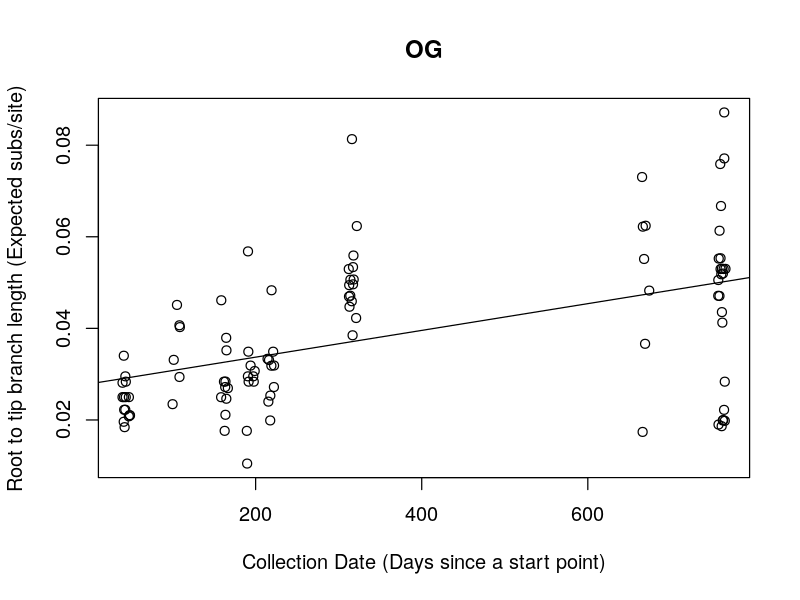 OG
Root to tip branch length (Expected subs/site)
0.08
0.06
0.04
0.02
200 400 600
Collection Date (Days since a start point)